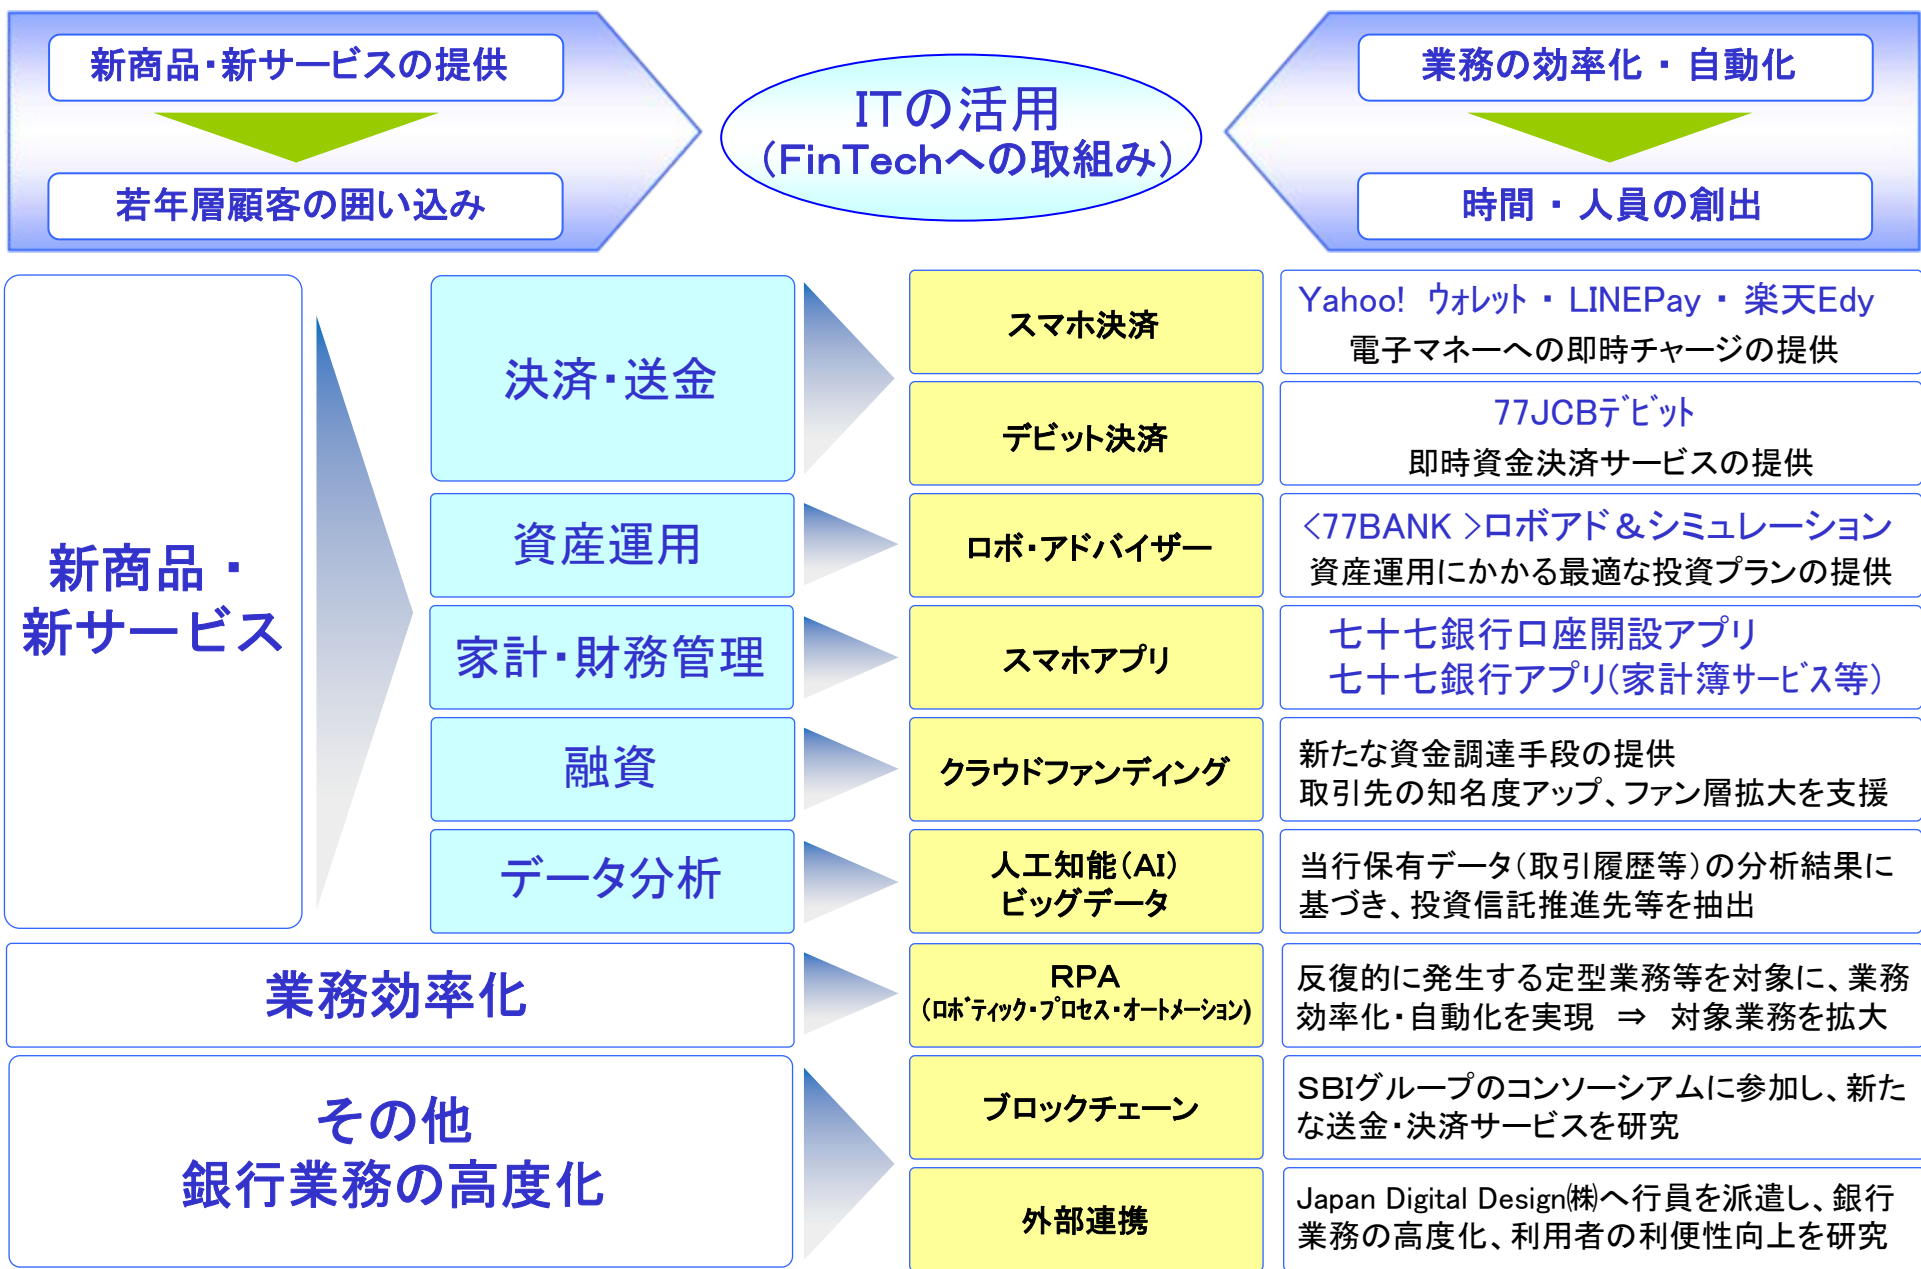 新商品・新サービスの提供
若年層顧客の囲い込み
ITの活用
(FinTechへの取組み)
業務の効率化・自動化
時間・人員の創出
新商品・
新サービス
決済・送金
スマホ決済
Yahoo! ウォレット・LINEPay・楽天Edy
電子マネーへの即時チャージの提供
デビット決済
77JCBデビット
即時資金決済サービスの提供
資産運用
ロボ・アドバイザー
<77BANK >ロボアド&シミュレーション
資産運用にかかる最適な投資プランの提供
家計・財務管理
スマホアプリ
七十七銀行口座開設アプリ
七十七銀行アプリ(家計簿サービス等)
融資
クラウドファンディング
新たな資金調達手段の提供
取引先の知名度アップ、ファン層拡大を支援
データ分析
人工知能(AI)
ビッグデータ
当行保有データ(取引履歴等)の分析結果に
基づき、投資信託推進先等を抽出
業務効率化
RPA
(ロボティック・プロセス・オートメーション)
反復的に発生する定型業務等を対象に、業務
効率化・自動化を実現 ⇒ 対象業務を拡大
その他
銀行業務の高度化
ブロックチェーン
SBIグループのコンソーシアムに参加し、新た
な送金・決済サービスを研究
外部連携
Japan Digital Design㈱へ行員を派遣し、銀行
業務の高度化、利用者の利便性向上を研究